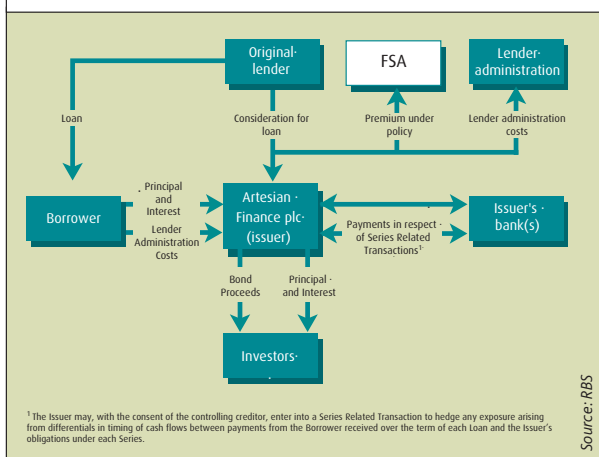 Original·
lender
FSA
Lender·
administration
Loan
Consideration for
loan
Premium under
policy
Lender administration
costs
Borrower
Principal
and
Interest
Lender
Administration
Costs
Artesian ·
Finance plc·
(issuer)
Payments in respect ·
of Series Related
Transactions¹·
Issuer's ·
bank(s)
Bond
Proceeds
Principal ·
and Interest
Investors·
¹ The Issuer may, with the consent of the controlling creditor, enter into a Series Related Transaction to hedge any exposure arising
from differentials in timing of cash flows between payments from the Borrower received over the term of each Loan and the Issuer's
obligations under each Series.
Source: RBS